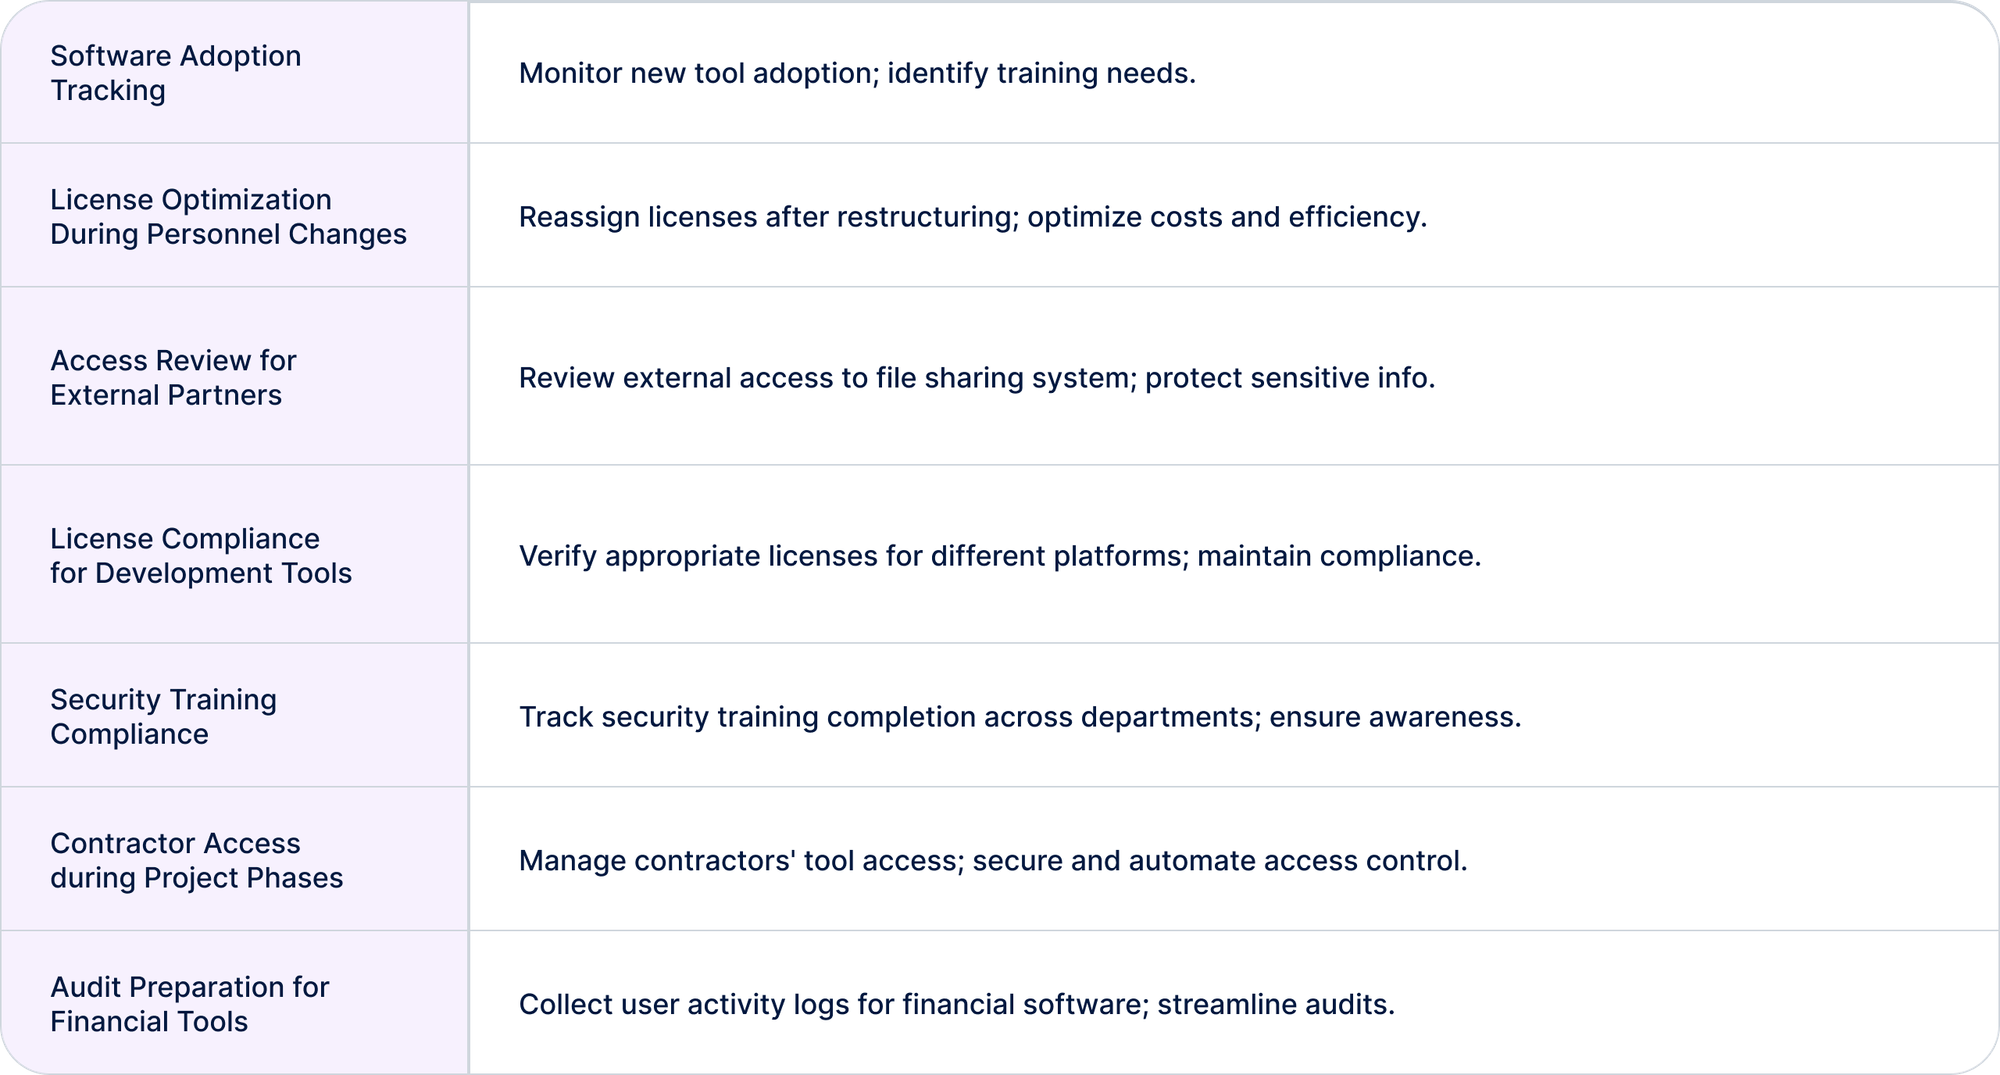 Software Adoption
Tracking
Monitor new tool adoption; identify training needs.
License Optimization
During Personnel Changes
Reassign licenses after restructuring; optimize costs and efficiency.
Access Review for
External Partners
Review external access to file sharing system; protect sensitive info.
License Compliance
for Development Tools
Verify appropriate licenses for different platforms; maintain compliance.
Security Training
Compliance
Track security training completion across departments; ensure awareness.
Contractor Access
during Project Phases
Manage contractors' tool access; secure and automate access control.
Audit Preparation for
Financial Tools
Collect user activity logs for financial software; streamline audits.